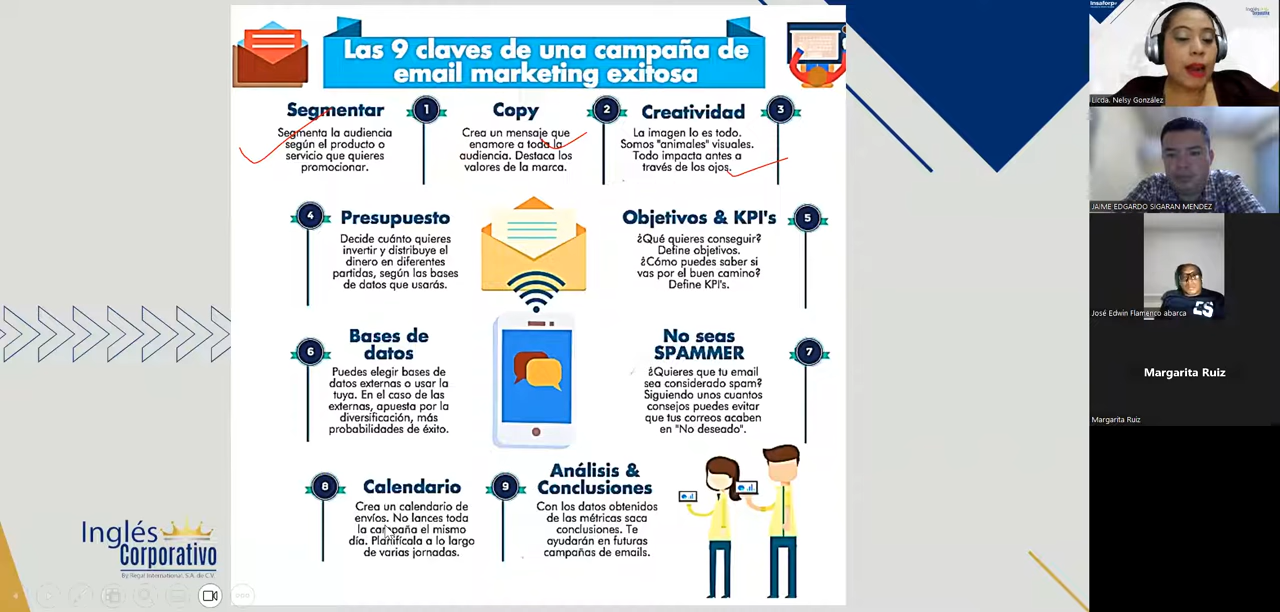 Las 9 claves de una campaña de
email marketing exitosa
Segmentar
1
Segmenta la audiencia
según el producto o
servicio que quieres
promocionar.
Copy
2
Crea un mensaje que
enamore a toda la
audiencia. Destaca los
valores de la marca.
Creatividad
3
La imagen lo es todo.
Somos "animales" visuales.
Todo impacta antes a
través de los ojos.
4
Presupuesto
Decide cuánto quieres
invertir y distribuye el
dinero en diferentes
partidas, según las bases
de datos que usarás.
Objetivos & KPI's
5
¿Qué quieres conseguir?
Define objetivos.
¿Cómo puedes saber si
vas por el buen camino?
Define KPI's.
6
Bases de
datos
Puedes elegir bases de
datos externas o usar la
tuya. En el caso de las
externas, apuesta por la
diversificación, más
probabilidades de éxito.
No seas
SPAMMER
7
¿Quieres que tu email
sea considerado spam?
Siguiendo unos cuantos
consejos puedes evitar
que tus correos acaben
en "No deseado".
8
Calendario
Crea un calendario de
envíos. No lances toda
la campaña el mismo
día. Planifícala a lo largo
de varias jornadas.
9
Análisis &
Conclusiones
Con los datos obtenidos
de las métricas saca
conclusiones. Te
ayudarán en futuras
campañas de emails.
Inglés
Corporativo
By Regal International, S.A. de C.V.
Insaforp
Inglés
Corporativo
Licda. Nelsy González
JAIME EDGARDO SIGARAN MENDEZ
José Edwin Flamenco abarca
Margarita Ruiz
Margarita Ruiz